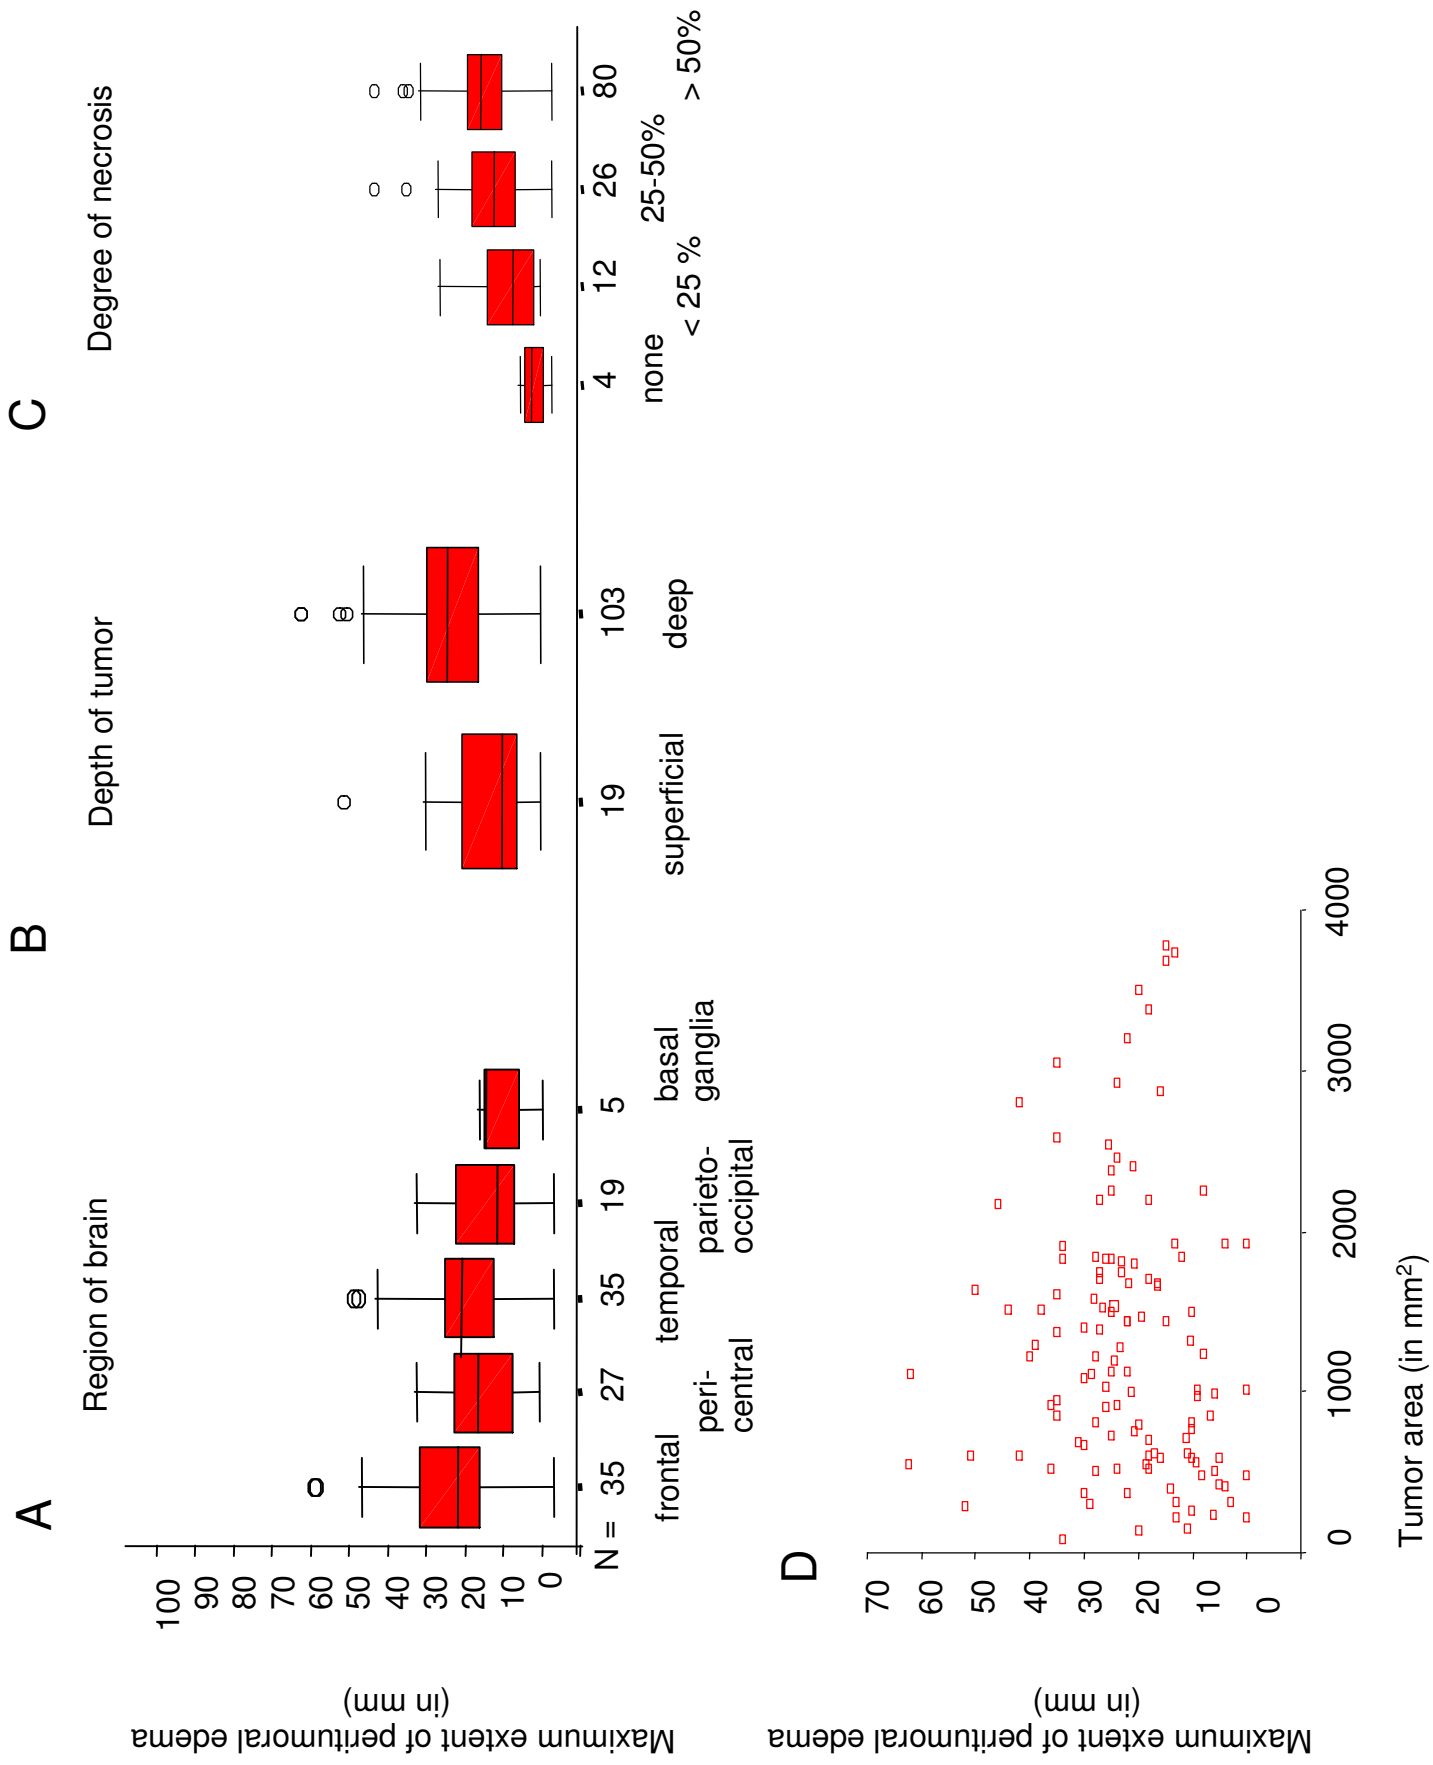 A
Region of brain
Maximum extent of peritumoral edema
(in mm)
100
90
80
70
60
50
40
30
20
10
0
N =
35
27
35
19
5
frontal
peri-
central
temporal
parieto-
occipital
basal
ganglia
B
Depth of tumor
19
103
superficial
deep
C
Degree of necrosis
4
12
26
80
none
< 25 %
25-50%
> 50%
D
Maximum extent of peritumoral edema
(in mm)
70
60
50
40
30
20
10
0
0
1000
2000
3000
4000
Tumor area (in mm²)